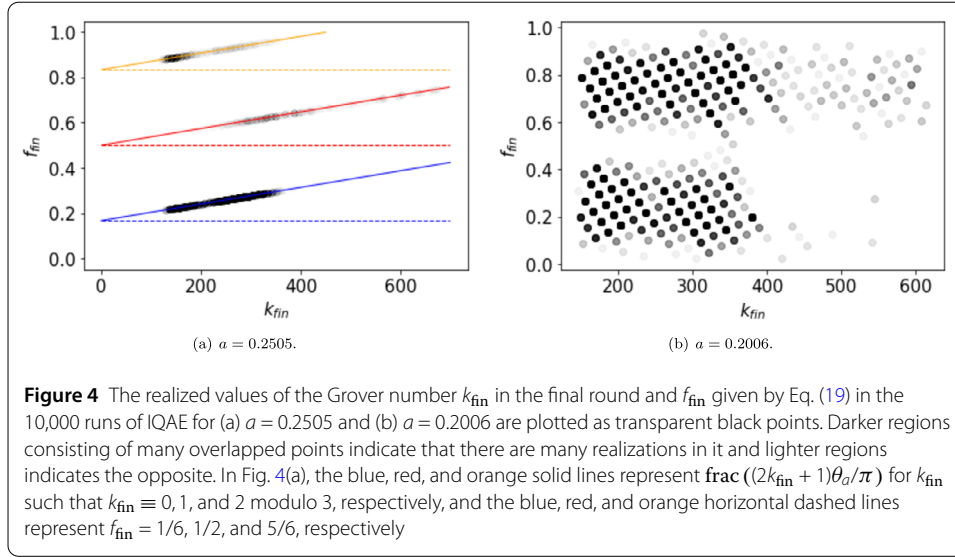 1.0
0.8
0.6
0.4
0.2
0.0
f_fin
0 200 400 600
k_fin
(a) a = 0.2505.
1.0
0.8
0.6
0.4
0.2
0.0
f_fin
200 300 400 500 600
k_fin
(b) a = 0.2006.
Figure 4 The realized values of the Grover number k_fin in the final round and f_fin given by Eq. (19) in the
10,000 runs of IQAE for (a) a = 0.2505 and (b) a = 0.2006 are plotted as transparent black points. Darker regions
consisting of many overlapped points indicate that there are many realizations in it and lighter regions
indicates the opposite. In Fig. 4(a), the blue, red, and orange solid lines represent frac ((2k_fin + 1)θ_a/π) for k_fin
such that k_fin ≡ 0, 1, and 2 modulo 3, respectively, and the blue, red, and orange horizontal dashed lines
represent f_fin = 1/6, 1/2, and 5/6, respectively